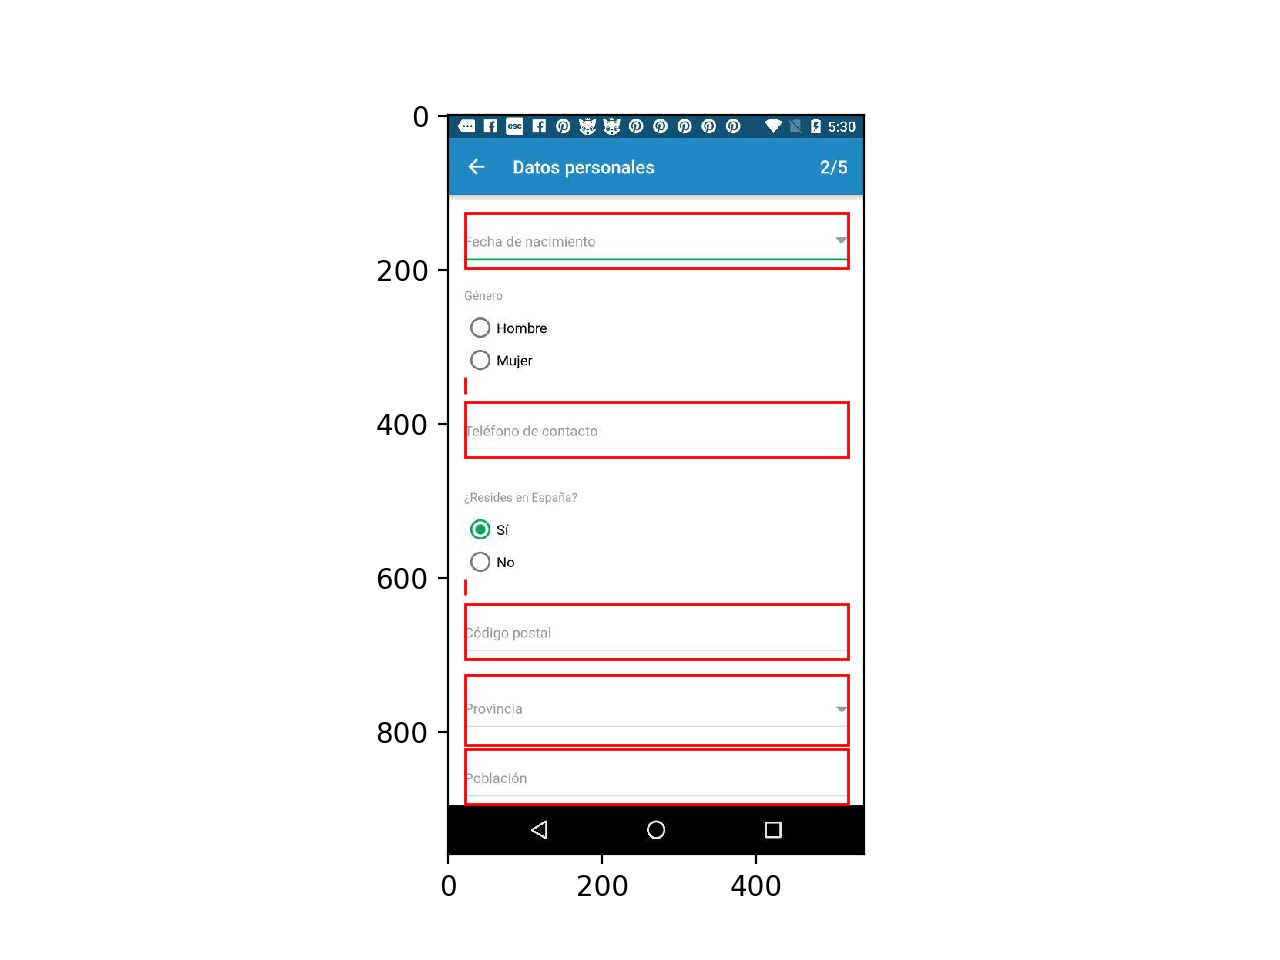 0
esc
5:30
Datos personales
2/5
Fecha de nacimiento
200
Género
Hombre
Mujer
400
Teléfono de contacto
¿Resides en España?
Sí
No
600
Código postal
Provincia
800
Población
0
200
400